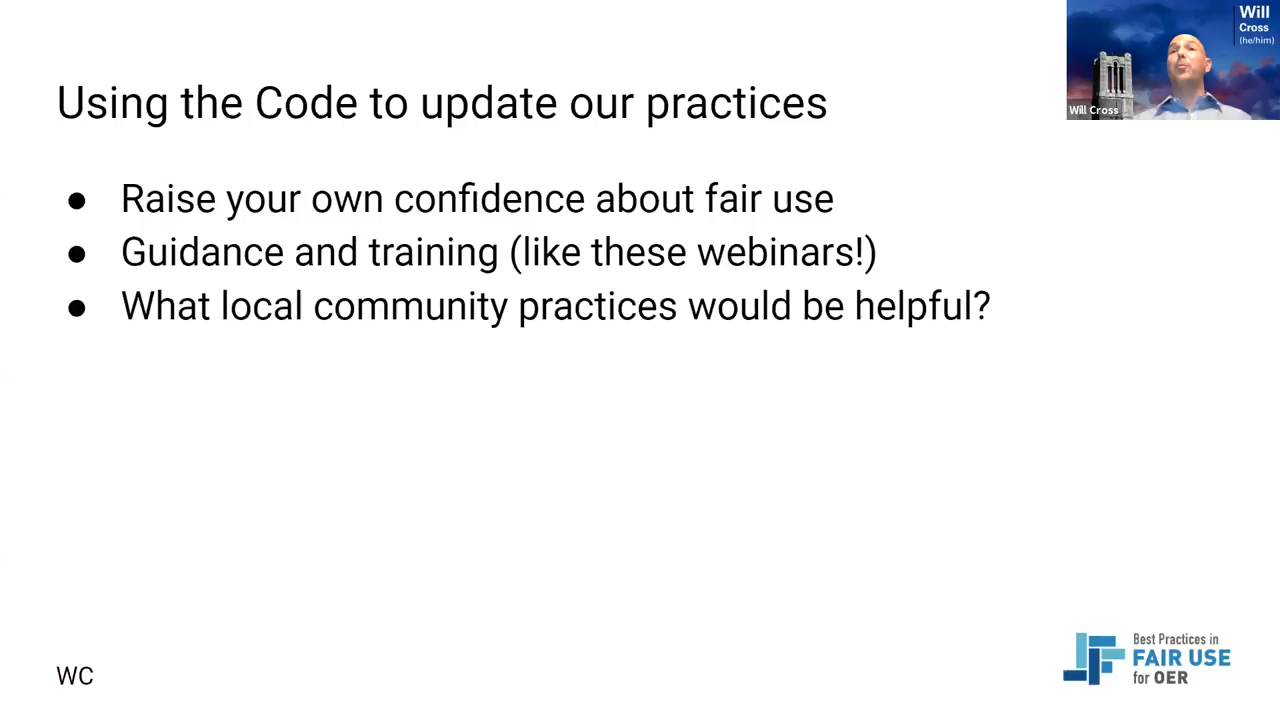 Will
Cross
(he/him)
Will Cross
Using the Code to update our practices
● Raise your own confidence about fair use
● Guidance and training (like these webinars!)
● What local community practices would be helpful?
WC
Best Practices in
FAIR USE
for OER